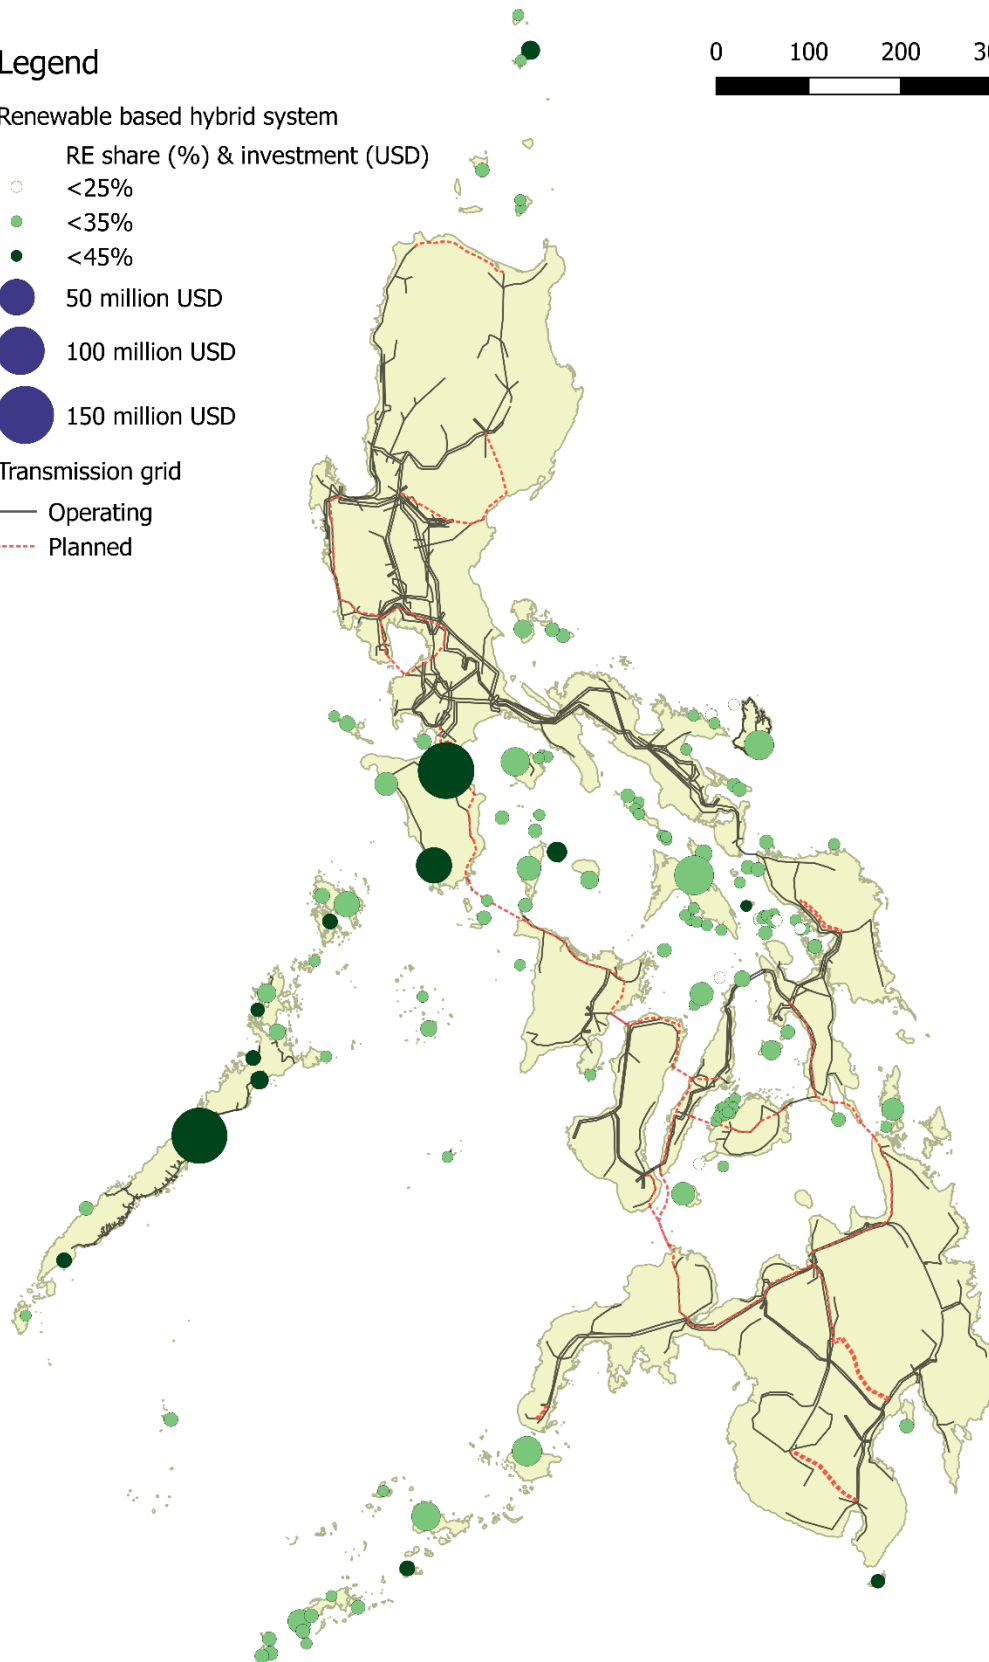 Legend
0 100 200 30
Renewable based hybrid system
RE share (%) & investment (USD)
<25%
<35%
<45%
50 million USD
100 million USD
150 million USD
Transmission grid
Operating
Planned